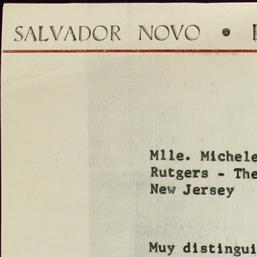 SALVADOR NOVO •
Mlle. Michele
Rutgers - The
New Jersey
Muy distingui